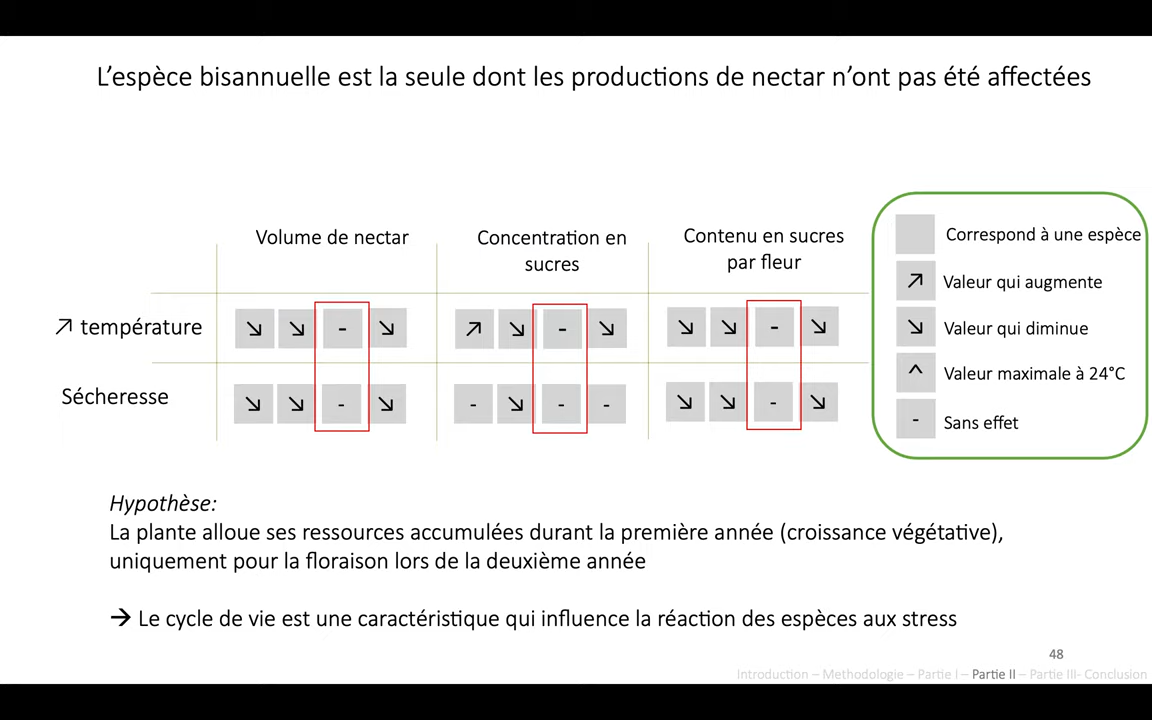 L'espèce bisannuelle est la seule dont les productions de nectar n'ont pas été affectées
Volume de nectar
Concentration en
sucres
Contenu en sucres
par fleur
↗ température
↘ ↘ - ↘
↗ ↘ - ↘
↘ ↘ - ↘
Sécheresse
↘ ↘ - ↘
- ↘ - -
↘ ↘ - ↘
Correspond à une espèce
↗ Valeur qui augmente
↘ Valeur qui diminue
^ Valeur maximale à 24°C
- Sans effet
Hypothèse:
La plante alloue ses ressources accumulées durant la première année (croissance végétative),
uniquement pour la floraison lors de la deuxième année
→ Le cycle de vie est une caractéristique qui influence la réaction des espèces aux stress
48
Introduction – Methodologie – Partie I – Partie II – Partie III- Conclusion